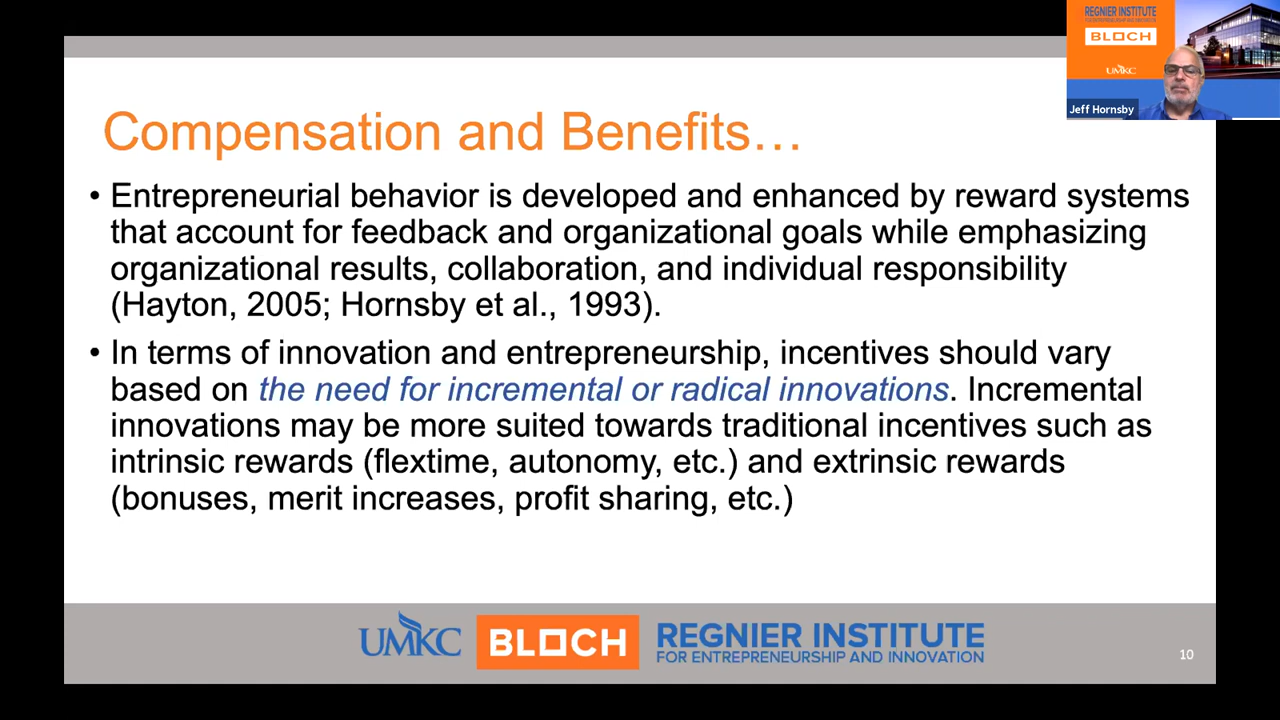 REGNIER INSTITUTE
FOR ENTREPRENEURSHIP AND INNOVATION
BLOCH
UMKC
Jeff Hornsby
Compensation and Benefits…
• Entrepreneurial behavior is developed and enhanced by reward systems
that account for feedback and organizational goals while emphasizing
organizational results, collaboration, and individual responsibility
(Hayton, 2005; Hornsby et al., 1993).
• In terms of innovation and entrepreneurship, incentives should vary
based on the need for incremental or radical innovations. Incremental
innovations may be more suited towards traditional incentives such as
intrinsic rewards (flextime, autonomy, etc.) and extrinsic rewards
(bonuses, merit increases, profit sharing, etc.)
UMKC
BLOCH
REGNIER INSTITUTE
FOR ENTREPRENEURSHIP AND INNOVATION
10